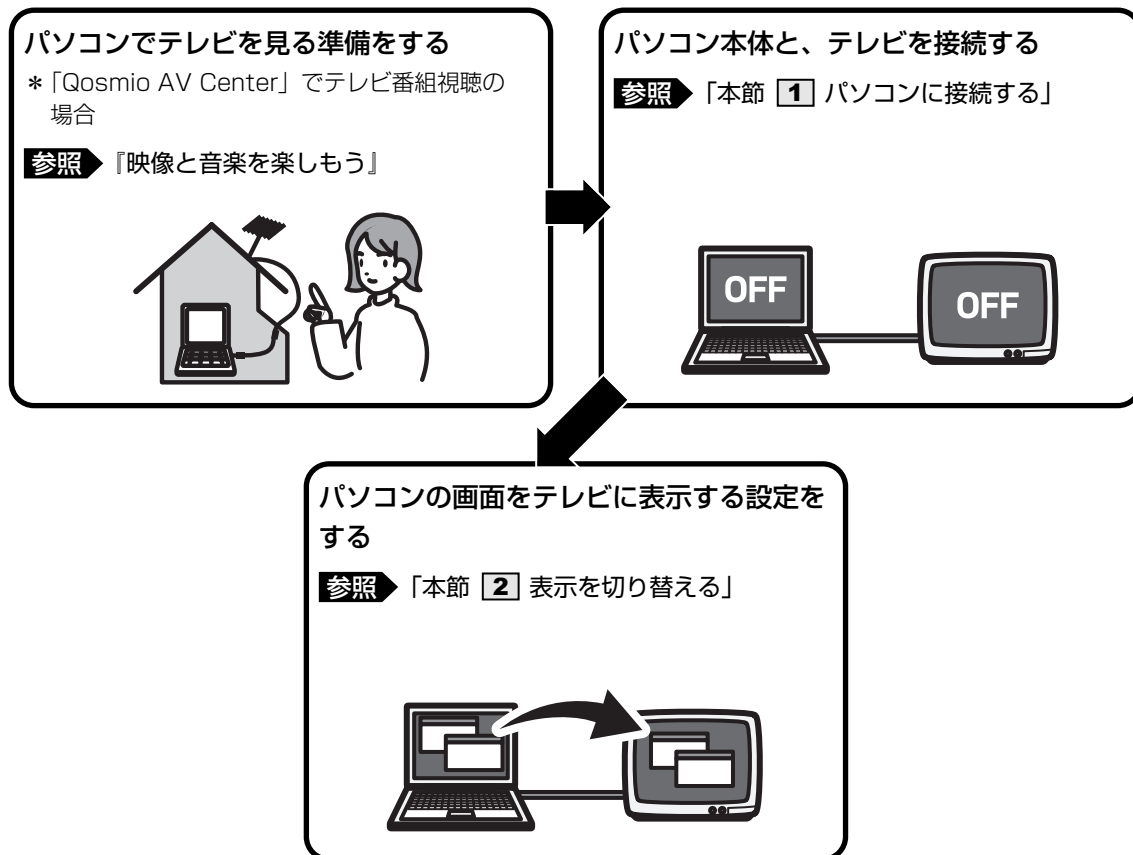 パソコンでテレビを見る準備をする
*「Qosmio AV Center」でテレビ番組視聴の
場合
参照 『映像と音楽を楽しもう』
パソコン本体と、テレビを接続する
参照 「本節 1 パソコンに接続する」
OFF
OFF
パソコンの画面をテレビに表示する設定を
する
参照 「本節 2 表示を切り替える」